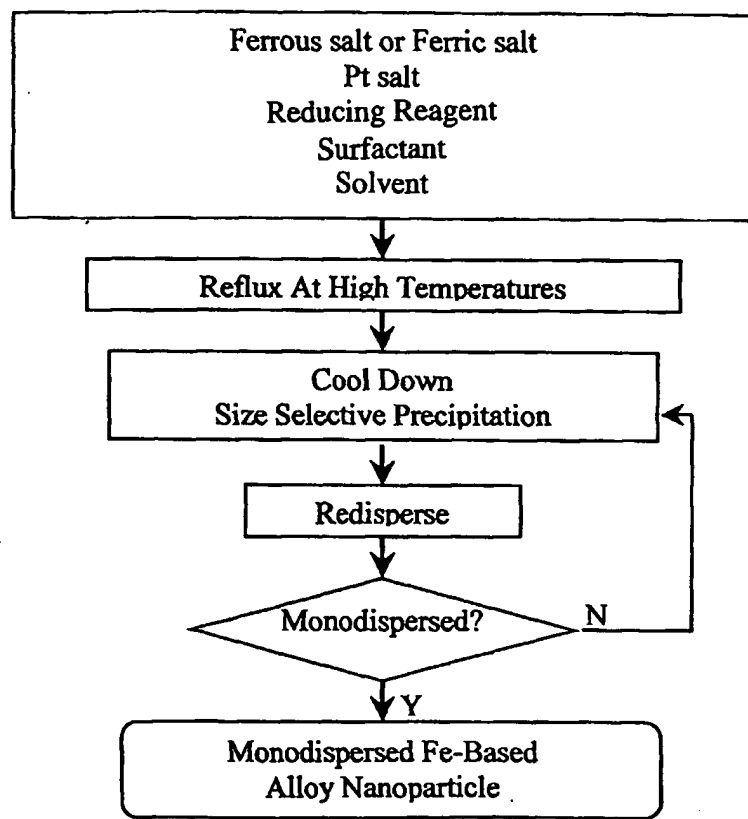 Ferrous salt or Ferric salt
Pt salt
Reducing Reagent
Surfactant
Solvent
Reflux At High Temperatures
Cool Down
Size Selective Precipitation
Redisperse
Monodispersed?
N
Y
Monodispersed Fe-Based
Alloy Nanoparticle